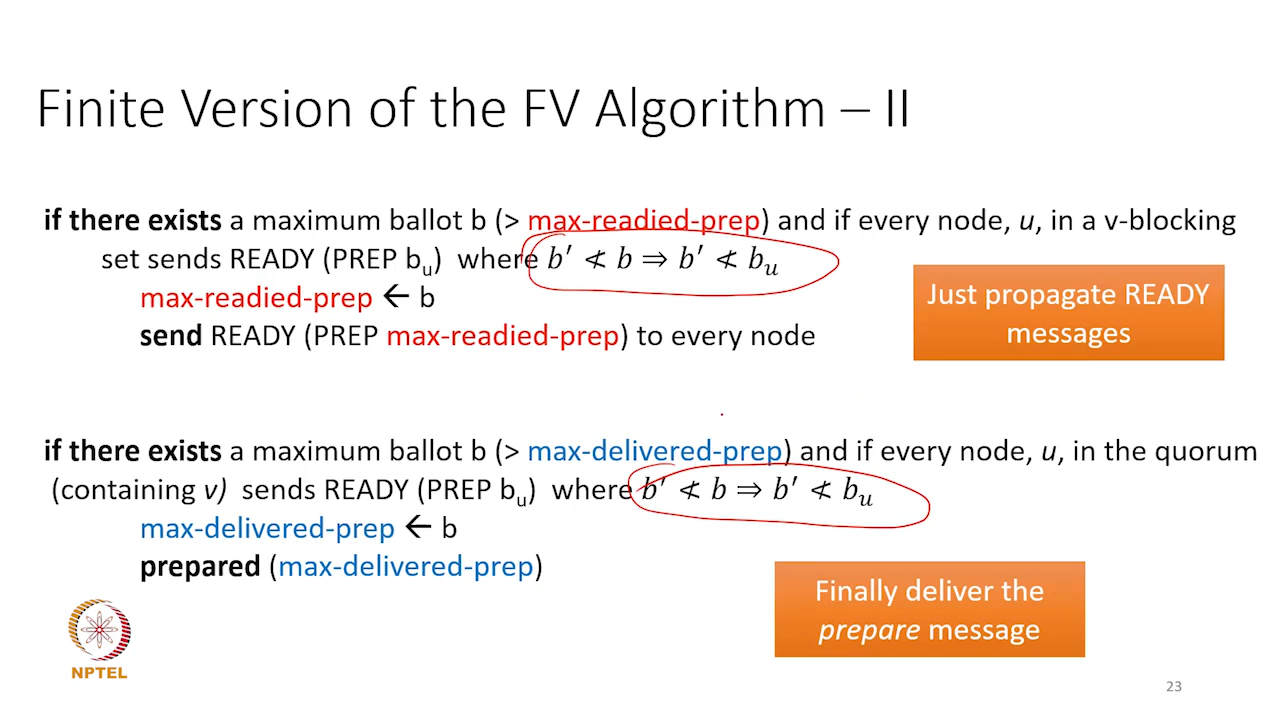 Finite Version of the FV Algorithm – II
if there exists a maximum ballot b (> max-readied-prep) and if every node, u, in a v-blocking
set sends READY (PREP bᵤ) where b′ ≮ b ⇒ b′ ≮ bᵤ
max-readied-prep ← b
send READY (PREP max-readied-prep) to every node
Just propagate READY
messages
if there exists a maximum ballot b (> max-delivered-prep) and if every node, u, in the quorum
(containing v) sends READY (PREP bᵤ) where b′ ≮ b ⇒ b′ ≮ bᵤ
max-delivered-prep ← b
prepared (max-delivered-prep)
Finally deliver the
prepare message
NPTEL
23